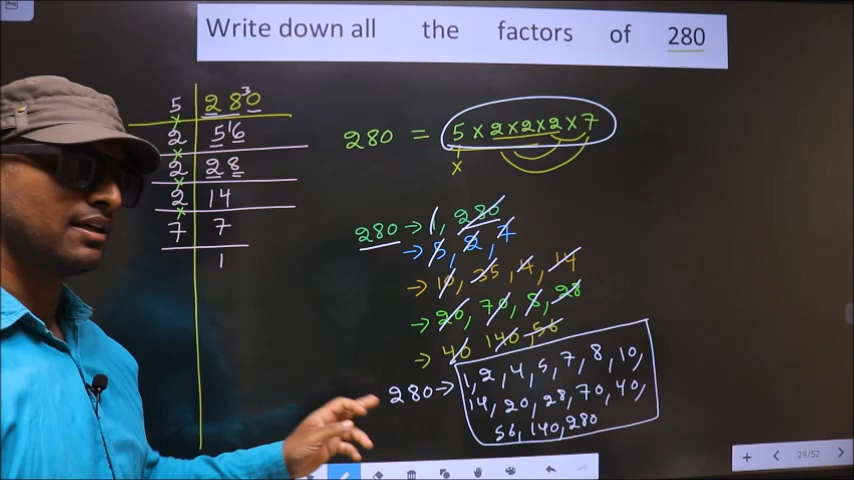 Write down all the factors of 280
5 280 3
2 516
2 28
2 14
7 7
1
280 = 5 x 2 x 2 x 2 x 7
x
280 → 1, 280
→ 5, 2, 7
→ 10, 35, 4, 14
→ 20, 70, 8, 28
→ 40 140, 56
280 → 1, 2, 4, 5, 7, 8, 10,
14, 20, 28, 70, 40,
56, 140, 280
+ < 29/52 >